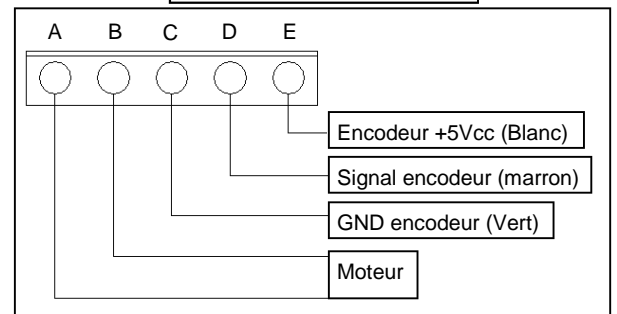 A B C D E
Encodeur +5Vcc (Blanc)
Signal encodeur (marron)
GND encodeur (Vert)
Moteur